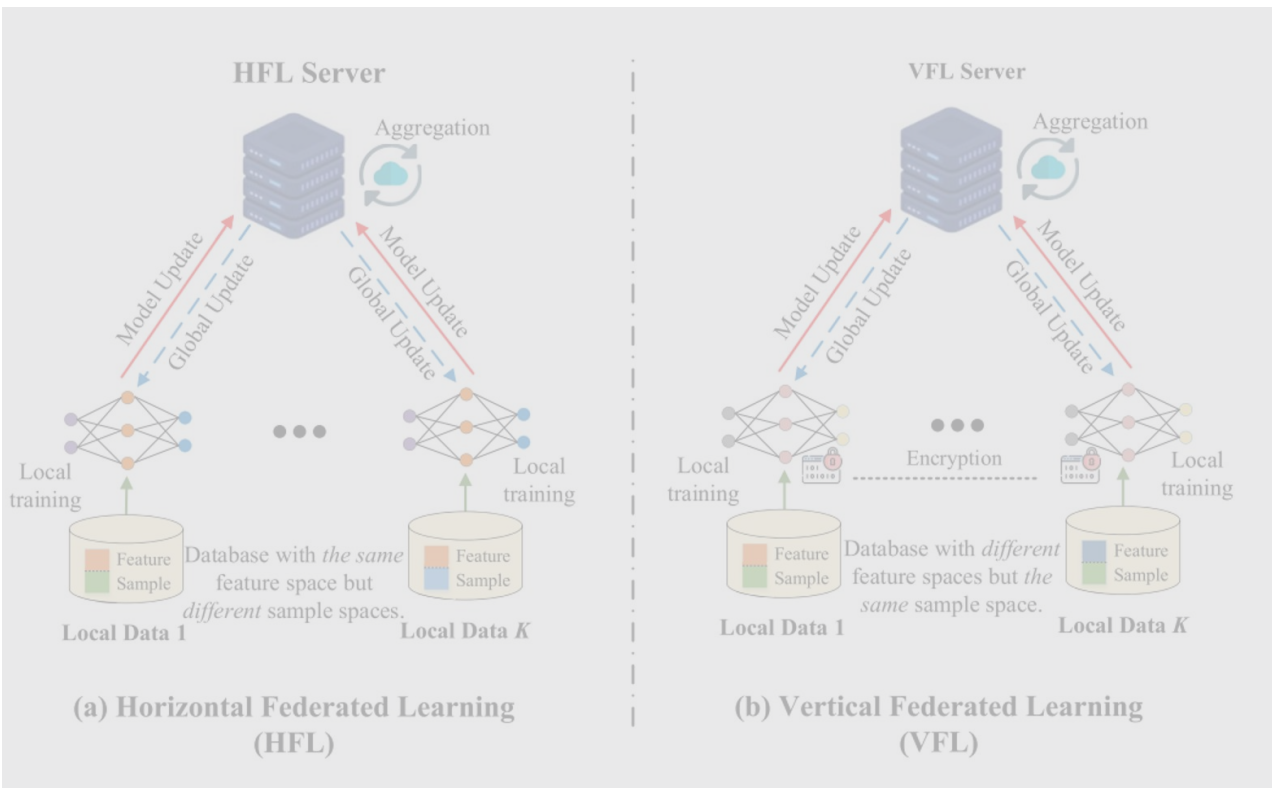 HFL Server
Aggregation
Model Update
Global Update
Global Update
Model Update
Local
training
Local
training
Feature
Sample
Database with the same
feature space but
different sample spaces.
Feature
Sample
Local Data 1
Local Data K
(a) Horizontal Federated Learning
(HFL)
VFL Server
Aggregation
Model Update
Global Update
Global Update
Model Update
Local
training
Encryption
Local
training
101
101010
101
101010
Feature
Sample
Database with different
feature spaces but the
same sample space.
Feature
Sample
Local Data 1
Local Data K
(b) Vertical Federated Learning
(VFL)